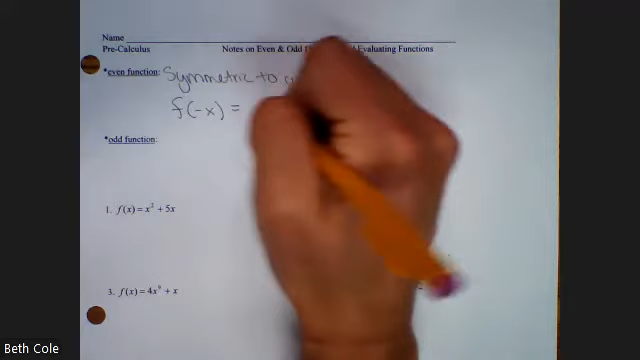 Name
Pre-Calculus Notes on Even & Odd Evaluating Functions
*even function: Symmetric to
f(-x) =
*odd function:
1. f(x) = x² + 5x
3. f(x) = 4x⁹ + x
Beth Cole